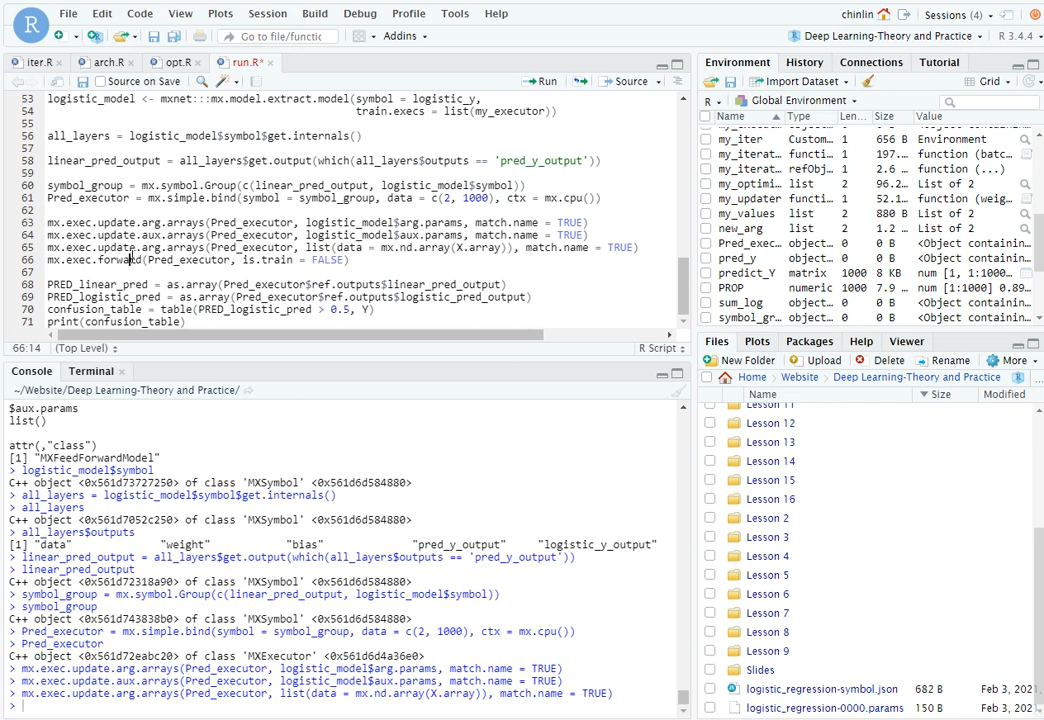 File Edit Code View Plots Session Build Debug Profile Tools Help
chinlin Sessions (4)
R
Go to file/functic
Addins
Deep Learning-Theory and Practice R 3.4.4
iter.R arch.R opt.R run.R*
Source on Save
Run Source
53 logistic_model <- mxnet:::mx.model.extract.model(symbol = logistic_y,
54 train.execs = list(my_executor))
55
56 all_layers = logistic_model$symbol$get.internals()
57
58 linear_pred_output = all_layers$get.output(which(all_layers$outputs == 'pred_y_output'))
59
60 symbol_group = mx.symbol.Group(c(linear_pred_output, logistic_model$symbol))
61 Pred_executor = mx.simple.bind(symbol = symbol_group, data = c(2, 1000), ctx = mx.cpu())
62
63 mx.exec.update.arg.arrays(Pred_executor, logistic_model$arg.params, match.name = TRUE)
64 mx.exec.update.aux.arrays(Pred_executor, logistic_model$aux.params, match.name = TRUE)
65 mx.exec.update.arg.arrays(Pred_executor, list(data = mx.nd.array(X.array)), match.name = TRUE)
66 mx.exec.forward(Pred_executor, is.train = FALSE)
67
68 PRED_linear_pred = as.array(Pred_executor$ref.outputs$linear_pred_output)
69 PRED_logistic_pred = as.array(Pred_executor$ref.outputs$logistic_pred_output)
70 confusion_table = table(PRED_logistic_pred > 0.5, Y)
71 print(confusion_table)
66:14 (Top Level) R Script
Console Terminal
~/Website/Deep Learning-Theory and Practice/
$aux.params
list()
attr(,"class")
[1] "MXFeedForwardModel"
> logistic_model$symbol
C++ object <0x561d73727250> of class 'MXSymbol' <0x561d6d584880>
> all_layers = logistic_model$symbol$get.internals()
> all_layers
C++ object <0x561d7052c250> of class 'MXSymbol' <0x561d6d584880>
> all_layers$outputs
[1] "data" "weight" "bias" "pred_y_output" "logistic_y_output"
> linear_pred_output = all_layers$get.output(which(all_layers$outputs == 'pred_y_output'))
> linear_pred_output
C++ object <0x561d72318a90> of class 'MXSymbol' <0x561d6d584880>
> symbol_group = mx.symbol.Group(c(linear_pred_output, logistic_model$symbol))
> symbol_group
C++ object <0x561d743838b0> of class 'MXSymbol' <0x561d6d584880>
> Pred_executor = mx.simple.bind(symbol = symbol_group, data = c(2, 1000), ctx = mx.cpu())
> Pred_executor
C++ object <0x561d72eabc20> of class 'MXExecutor' <0x561d6d4a36e0>
> mx.exec.update.arg.arrays(Pred_executor, logistic_model$arg.params, match.name = TRUE)
> mx.exec.update.aux.arrays(Pred_executor, logistic_model$aux.params, match.name = TRUE)
> mx.exec.update.arg.arrays(Pred_executor, list(data = mx.nd.array(X.array)), match.name = TRUE)
>
Environment History Connections Tutorial
Import Dataset Grid
R Global Environment
Name Type Len... Size Value
my_iter Custom... 1 656 B Environment
my_iterat... functi... 1 197... function (batc...
my_iterat... refObj... 1 2.6 ... function (...)
my_optimi... list 2 96.2... List of 2
my_updater functi... 1 52.1... function (weig...
my_values list 2 880 B List of 2
new_arg list 2 1.2 ... List of 2
Pred_exec... object... 0 0 B <Object containin...
pred_y object... 0 0 B <Object containin...
predict_Y matrix 1000 8 KB num [1, 1:1000...
PROP numeric 1000 7.9 ... num [1:1000] 0.89...
sum_log object... 0 0 B <Object containin...
symbol_gr... object... 0 0 B <Object containin...
Files Plots Packages Help Viewer
New Folder Upload Delete Rename More
Home Website Deep Learning-Theory and Practice
Name Size Modified
Lesson 11
Lesson 12
Lesson 13
Lesson 14
Lesson 15
Lesson 16
Lesson 2
Lesson 3
Lesson 4
Lesson 5
Lesson 6
Lesson 7
Lesson 8
Lesson 9
Slides
logistic_regression-symbol.json 682 B Feb 3, 202
logistic_regression-0000.params 150 B Feb 3, 202